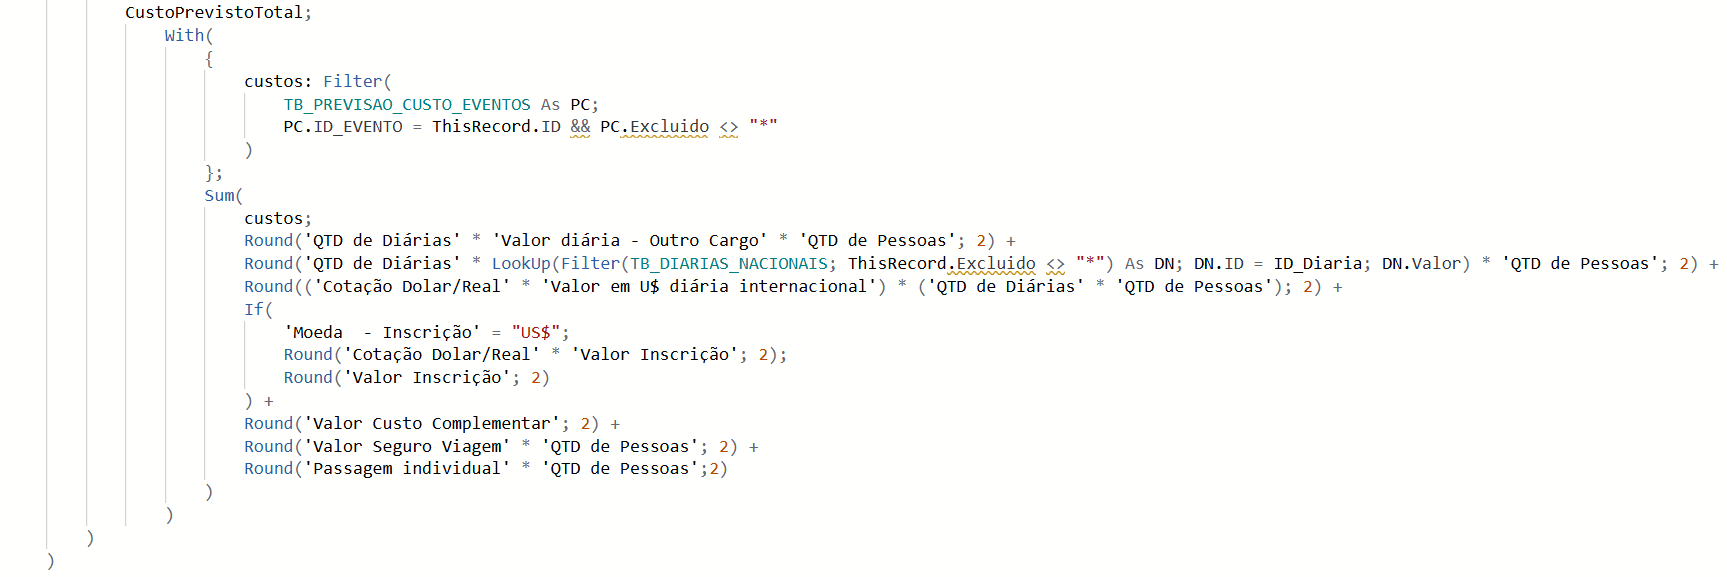 CustoPrevistoTotal;
With(
{
custos: Filter(
TB_PREVISAO_CUSTO_EVENTOS As PC;
PC.ID_EVENTO = ThisRecord.ID && PC.Excluido <> "*"
)
};
Sum(
custos;
Round('QTD de Diárias' * 'Valor diária - Outro Cargo' * 'QTD de Pessoas'; 2) +
Round('QTD de Diárias' * LookUp(Filter(TB_DIARIAS_NACIONAIS; ThisRecord.Excluido <> "*") As DN; DN.ID = ID_Diaria; DN.Valor) * 'QTD de Pessoas'; 2) +
Round(('Cotação Dolar/Real' * 'Valor em U$ diária internacional') * ('QTD de Diárias' * 'QTD de Pessoas'); 2) +
If(
'Moeda  - Inscrição' = "US$";
Round('Cotação Dolar/Real' * 'Valor Inscrição'; 2);
Round('Valor Inscrição'; 2)
) +
Round('Valor Custo Complementar'; 2) +
Round('Valor Seguro Viagem' * 'QTD de Pessoas'; 2) +
Round('Passagem individual' * 'QTD de Pessoas';2)
)
)
)
)